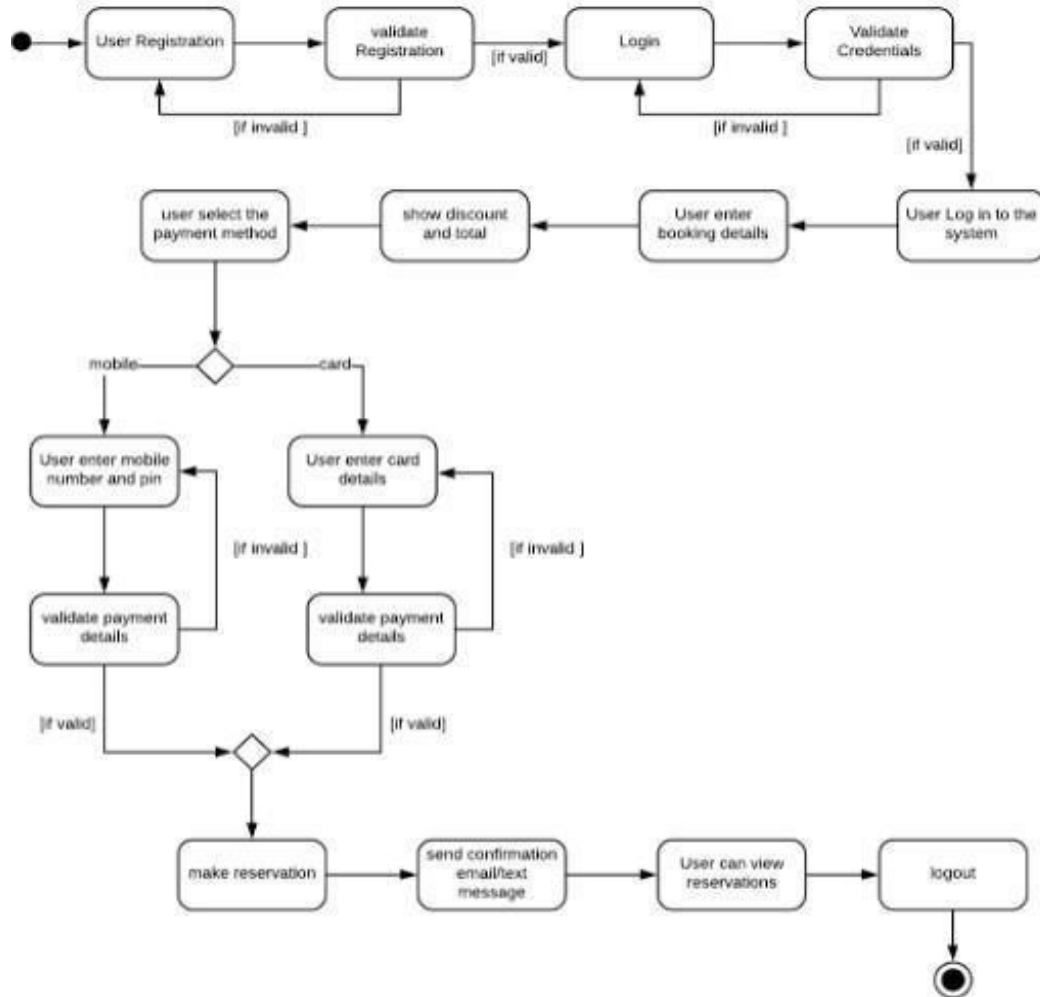 User Registration
validate
Registration
[if valid]
Login
Validate
Credentials
[if invalid ]
[if invalid ]
[if valid]
user select the
payment method
show discount
and total
User enter
booking details
User Log in to the
system
mobile
card
User enter mobile
number and pin
User enter card
details
[if invalid ]
[if invalid ]
validate payment
details
validate payment
details
[if valid]
[if valid]
make reservation
send confirmation
email/text
message
User can view
reservations
logout